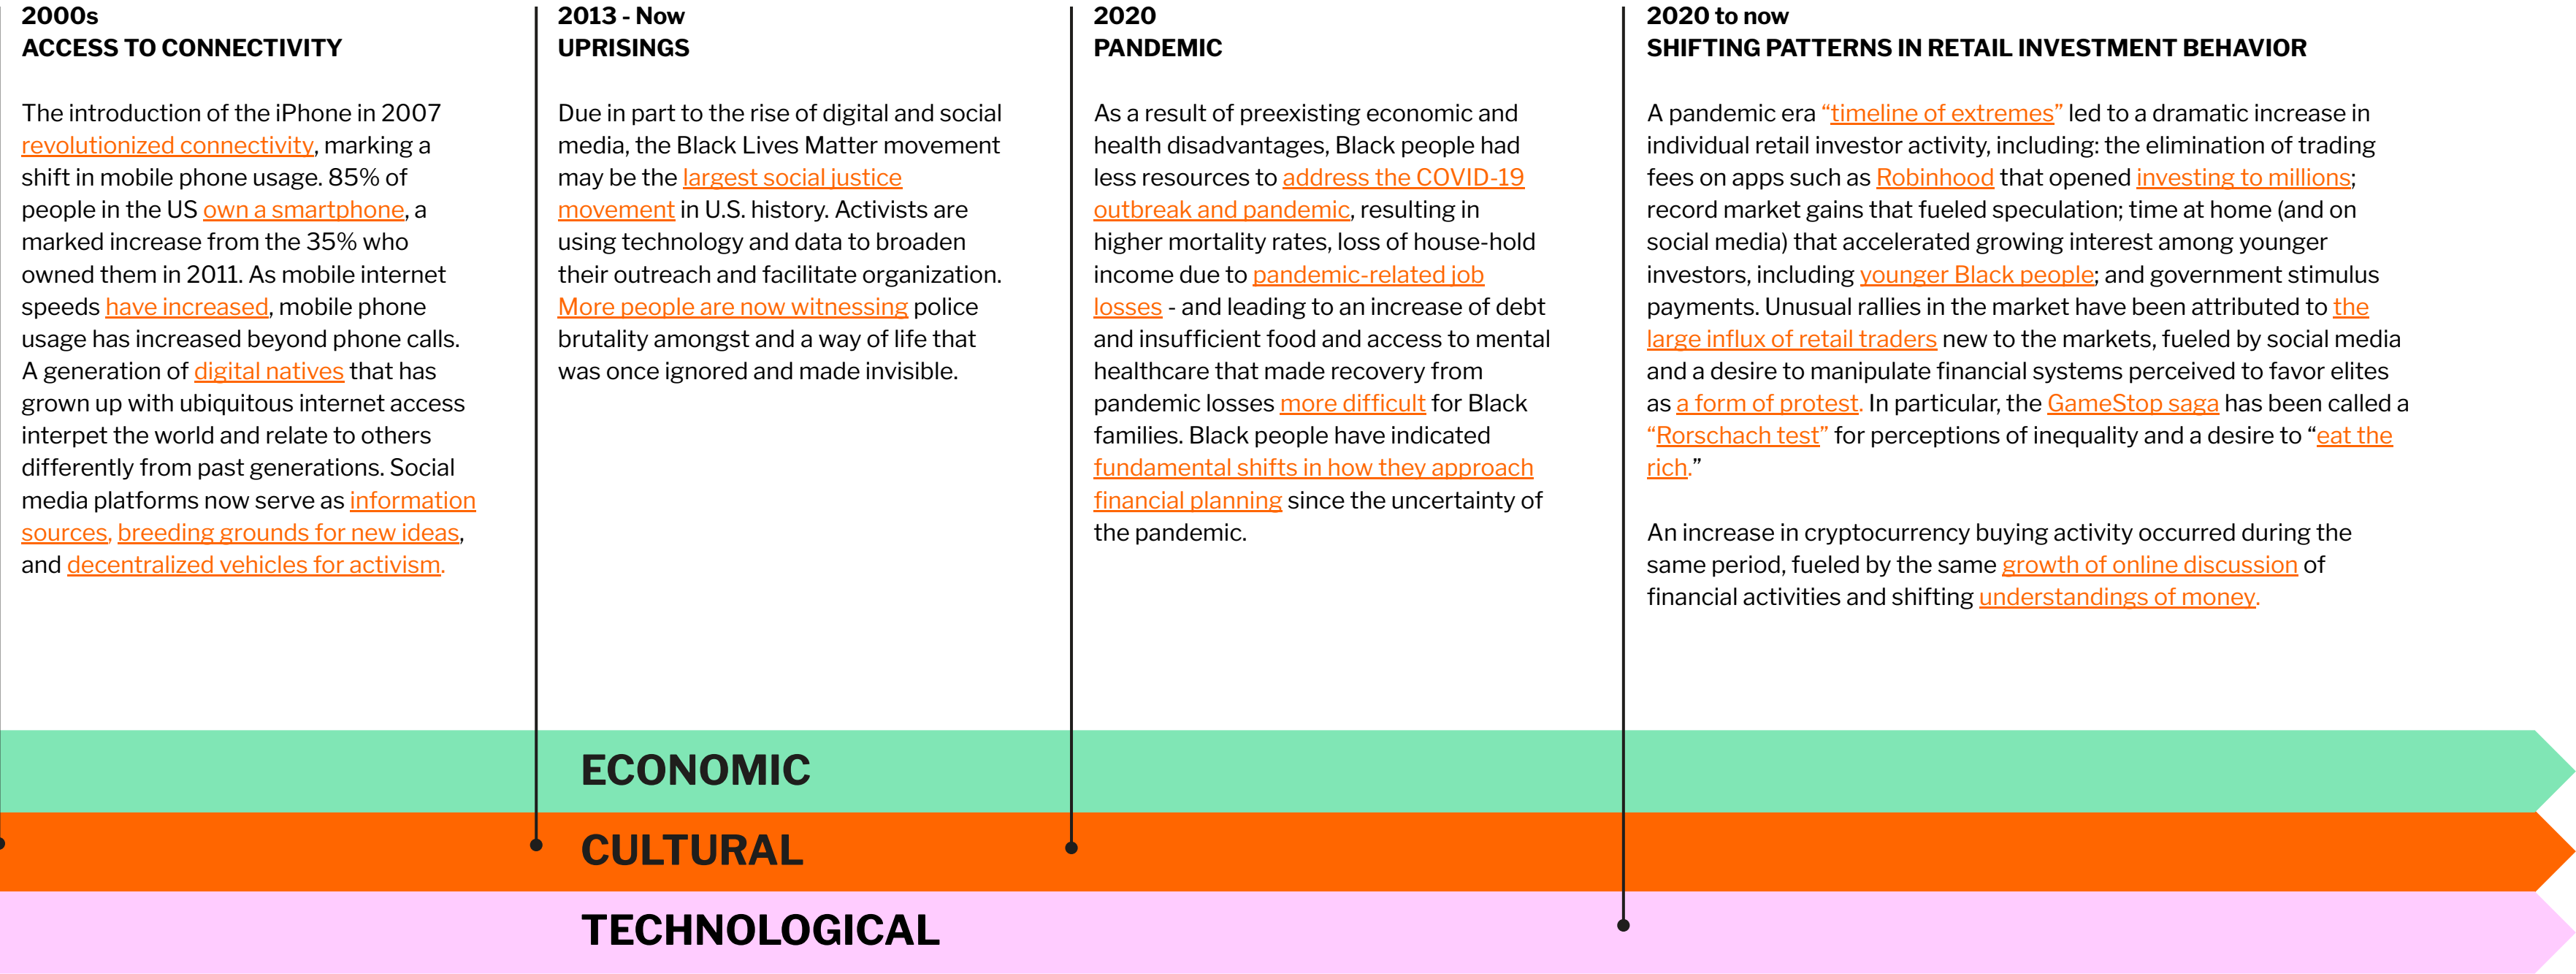 2000s
ACCESS TO CONNECTIVITY
The introduction of the iPhone in 2007
revolutionized connectivity, marking a
shift in mobile phone usage. 85% of
people in the US own a smartphone, a
marked increase from the 35% who
owned them in 2011. As mobile internet
speeds have increased, mobile phone
usage has increased beyond phone calls.
A generation of digital natives that has
grown up with ubiquitous internet access
interpet the world and relate to others
differently from past generations. Social
media platforms now serve as information
sources, breeding grounds for new ideas,
and decentralized vehicles for activism.
2013 - Now
UPRISINGS
Due in part to the rise of digital and social
media, the Black Lives Matter movement
may be the largest social justice
movement in U.S. history. Activists are
using technology and data to broaden
their outreach and facilitate organization.
More people are now witnessing police
brutality amongst and a way of life that
was once ignored and made invisible.
2020
PANDEMIC
As a result of preexisting economic and
health disadvantages, Black people had
less resources to address the COVID-19
outbreak and pandemic, resulting in
higher mortality rates, loss of house-hold
income due to pandemic-related job
losses - and leading to an increase of debt
and insufficient food and access to mental
healthcare that made recovery from
pandemic losses more difficult for Black
families. Black people have indicated
fundamental shifts in how they approach
financial planning since the uncertainty of
the pandemic.
2020 to now
SHIFTING PATTERNS IN RETAIL INVESTMENT BEHAVIOR
A pandemic era “timeline of extremes” led to a dramatic increase in
individual retail investor activity, including: the elimination of trading
fees on apps such as Robinhood that opened investing to millions;
record market gains that fueled speculation; time at home (and on
social media) that accelerated growing interest among younger
investors, including younger Black people; and government stimulus
payments. Unusual rallies in the market have been attributed to the
large influx of retail traders new to the markets, fueled by social media
and a desire to manipulate financial systems perceived to favor elites
as a form of protest. In particular, the GameStop saga has been called a
“Rorschach test” for perceptions of inequality and a desire to “eat the
rich.”
An increase in cryptocurrency buying activity occurred during the
same period, fueled by the same growth of online discussion of
financial activities and shifting understandings of money.
ECONOMIC
CULTURAL
TECHNOLOGICAL